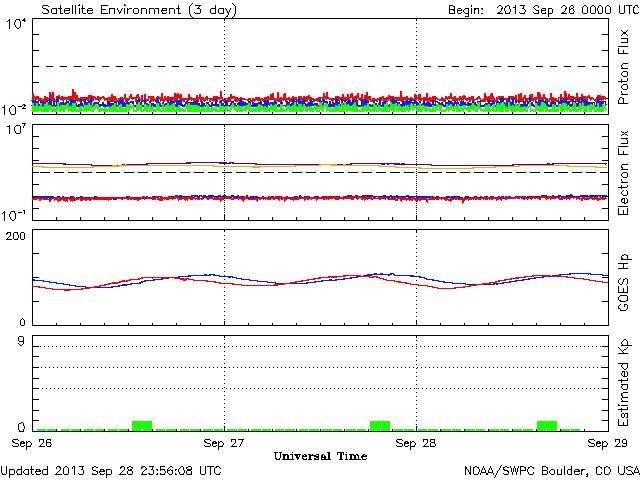 Satellite Environment (3 day) Begin: 2013 Sep 26 0000 UTC
10^4
Proton Flux
10^-2
10^7
Electron Flux
10^-1
200
GOES Hp
0
9
Estimated Kp
0
Sep 26 Sep 27 Sep 28 Sep 29
Universal Time
Updated 2013 Sep 28 23:56:08 UTC NOAA/SWPC Boulder, CO USA